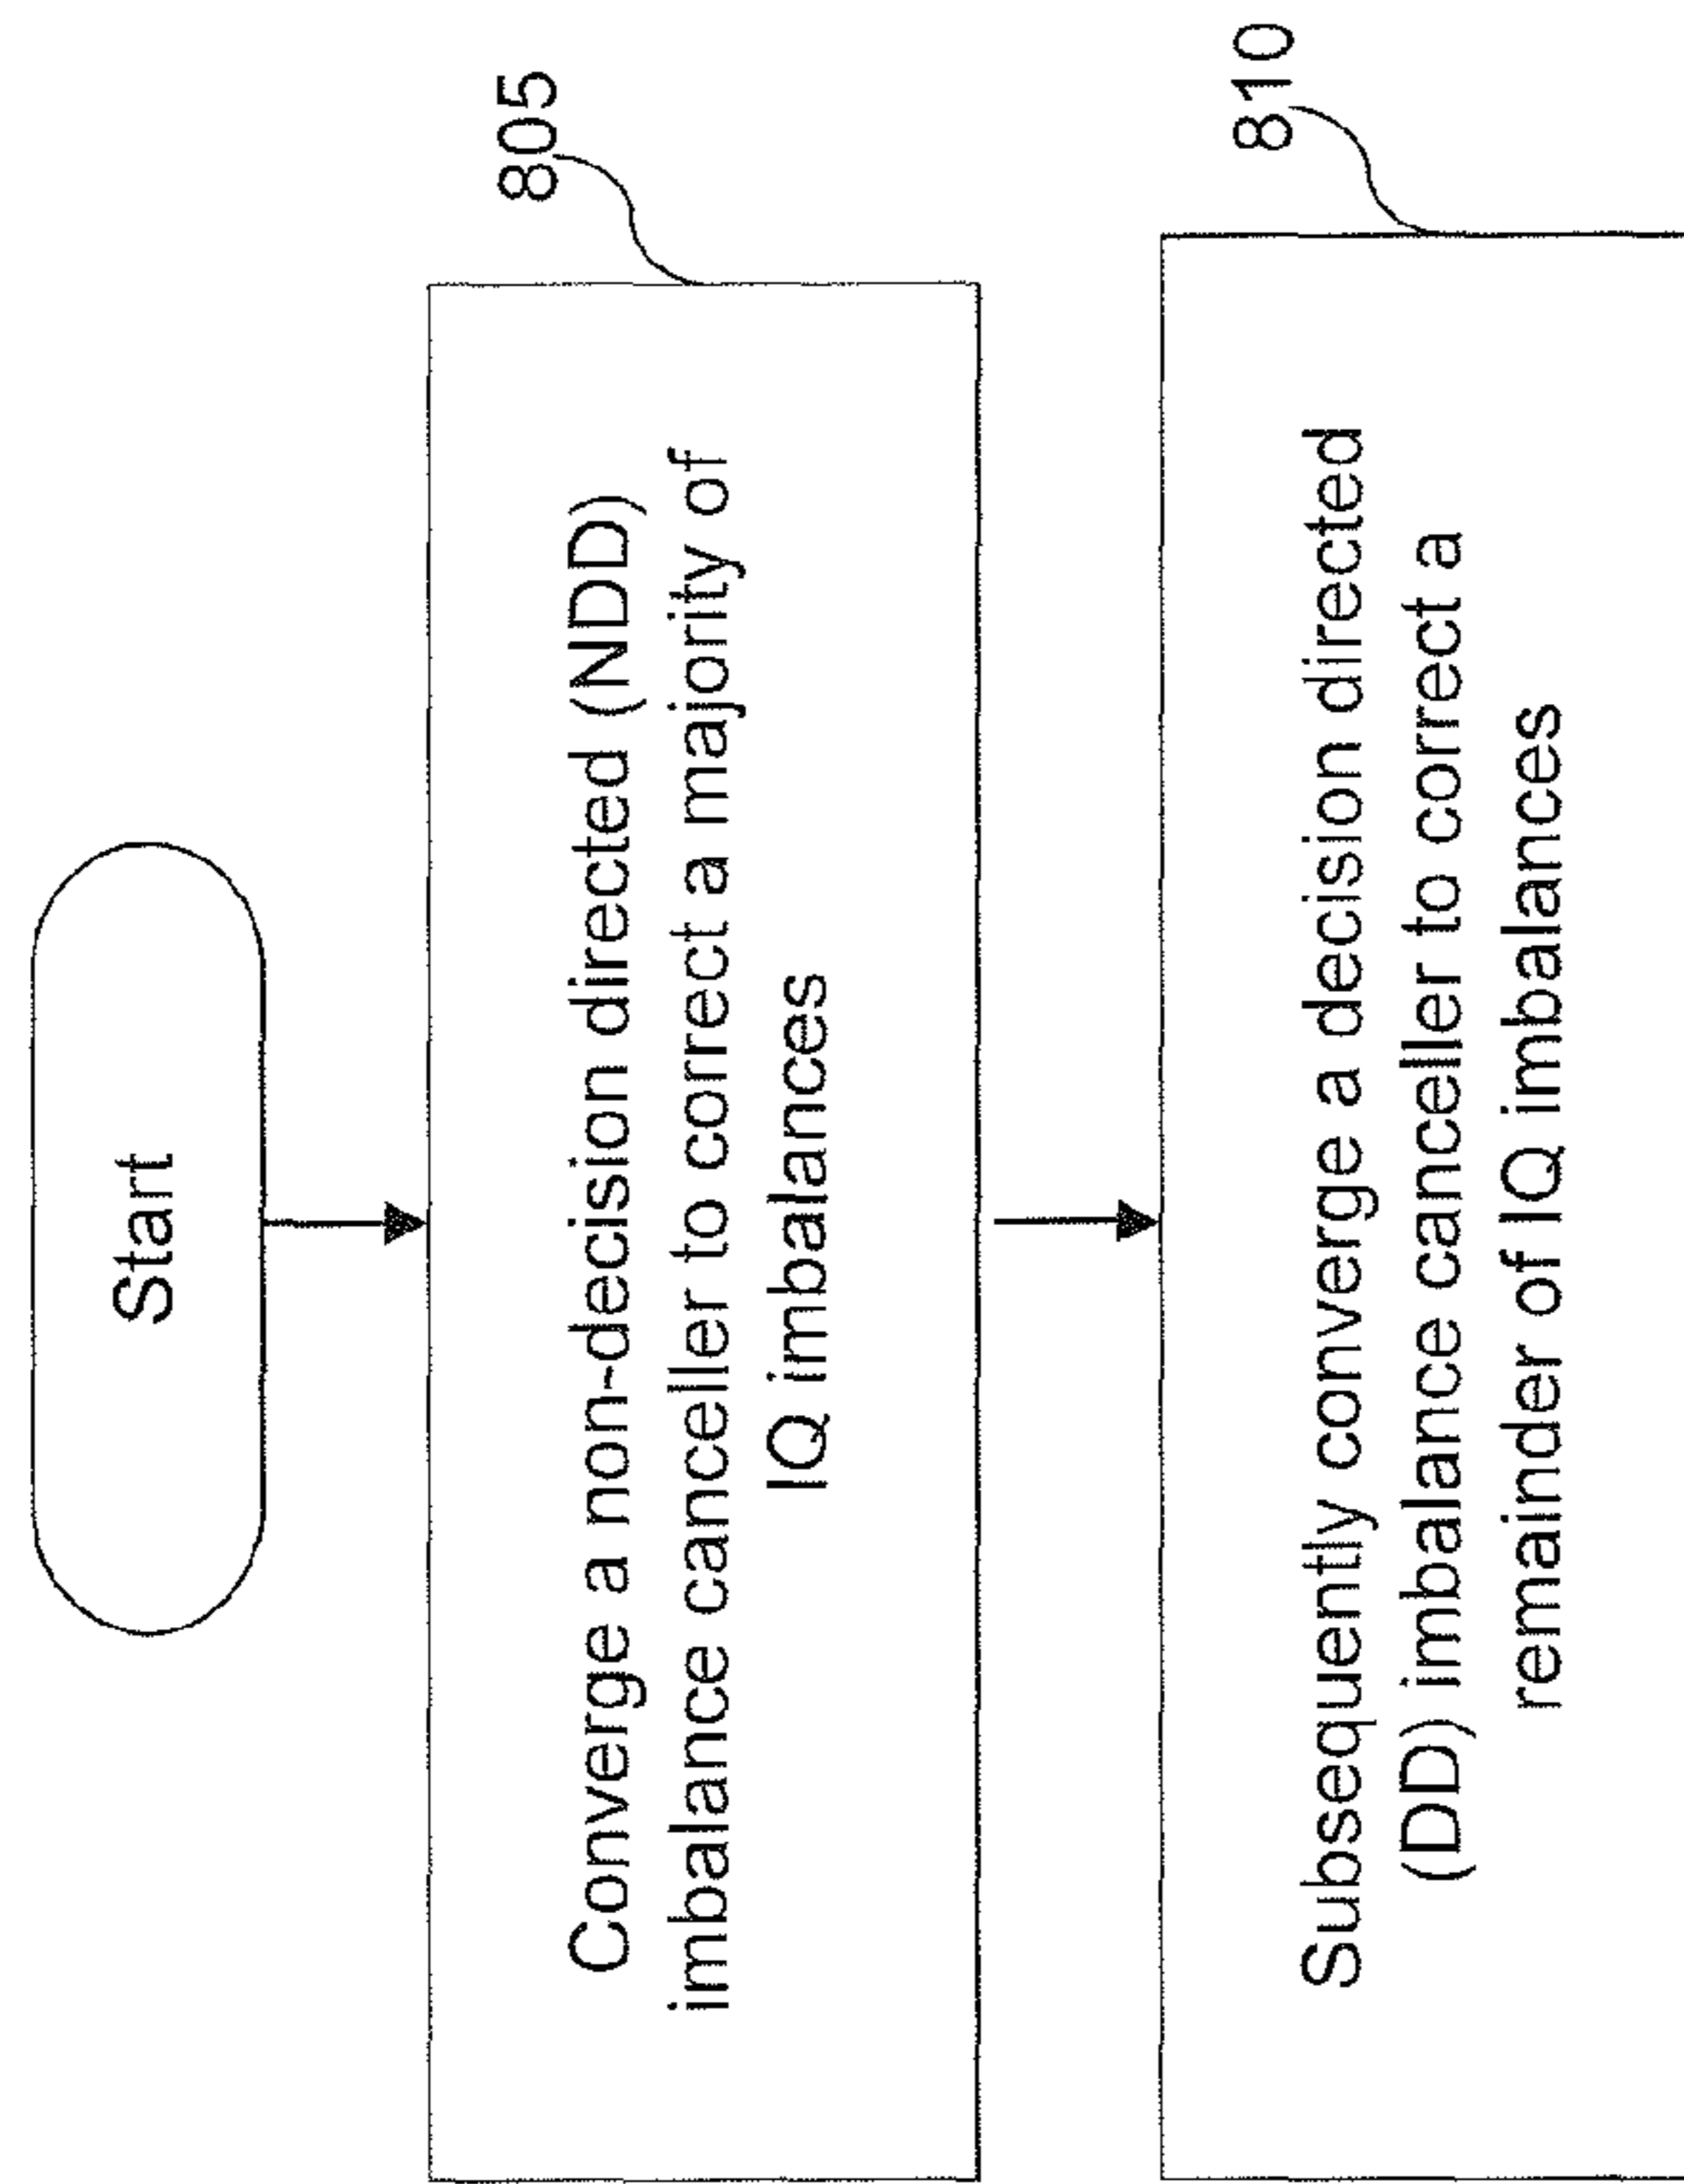 Start
805
Converge a non-decision directed (NDD)
imbalance canceller to correct a majority of
IQ imbalances
810
Subsequently converge a decision directed
(DD) imbalance canceller to correct a
remainder of IQ imbalances